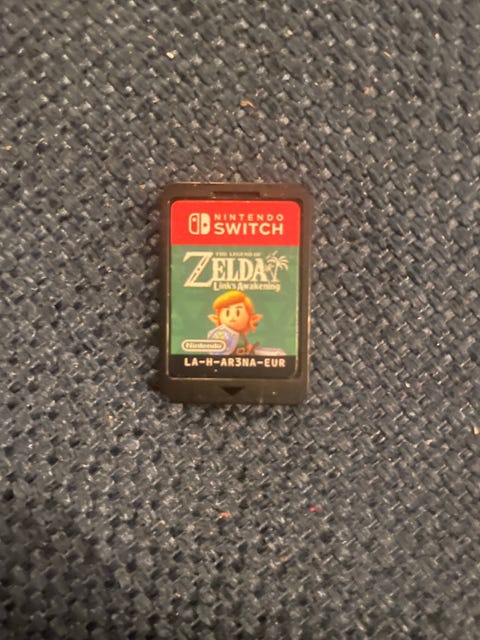 NINTENDO
SWITCH
THE LEGEND OF
ZELDA
Link's Awakening
Nintendo
LA-H-AR3NA-EUR